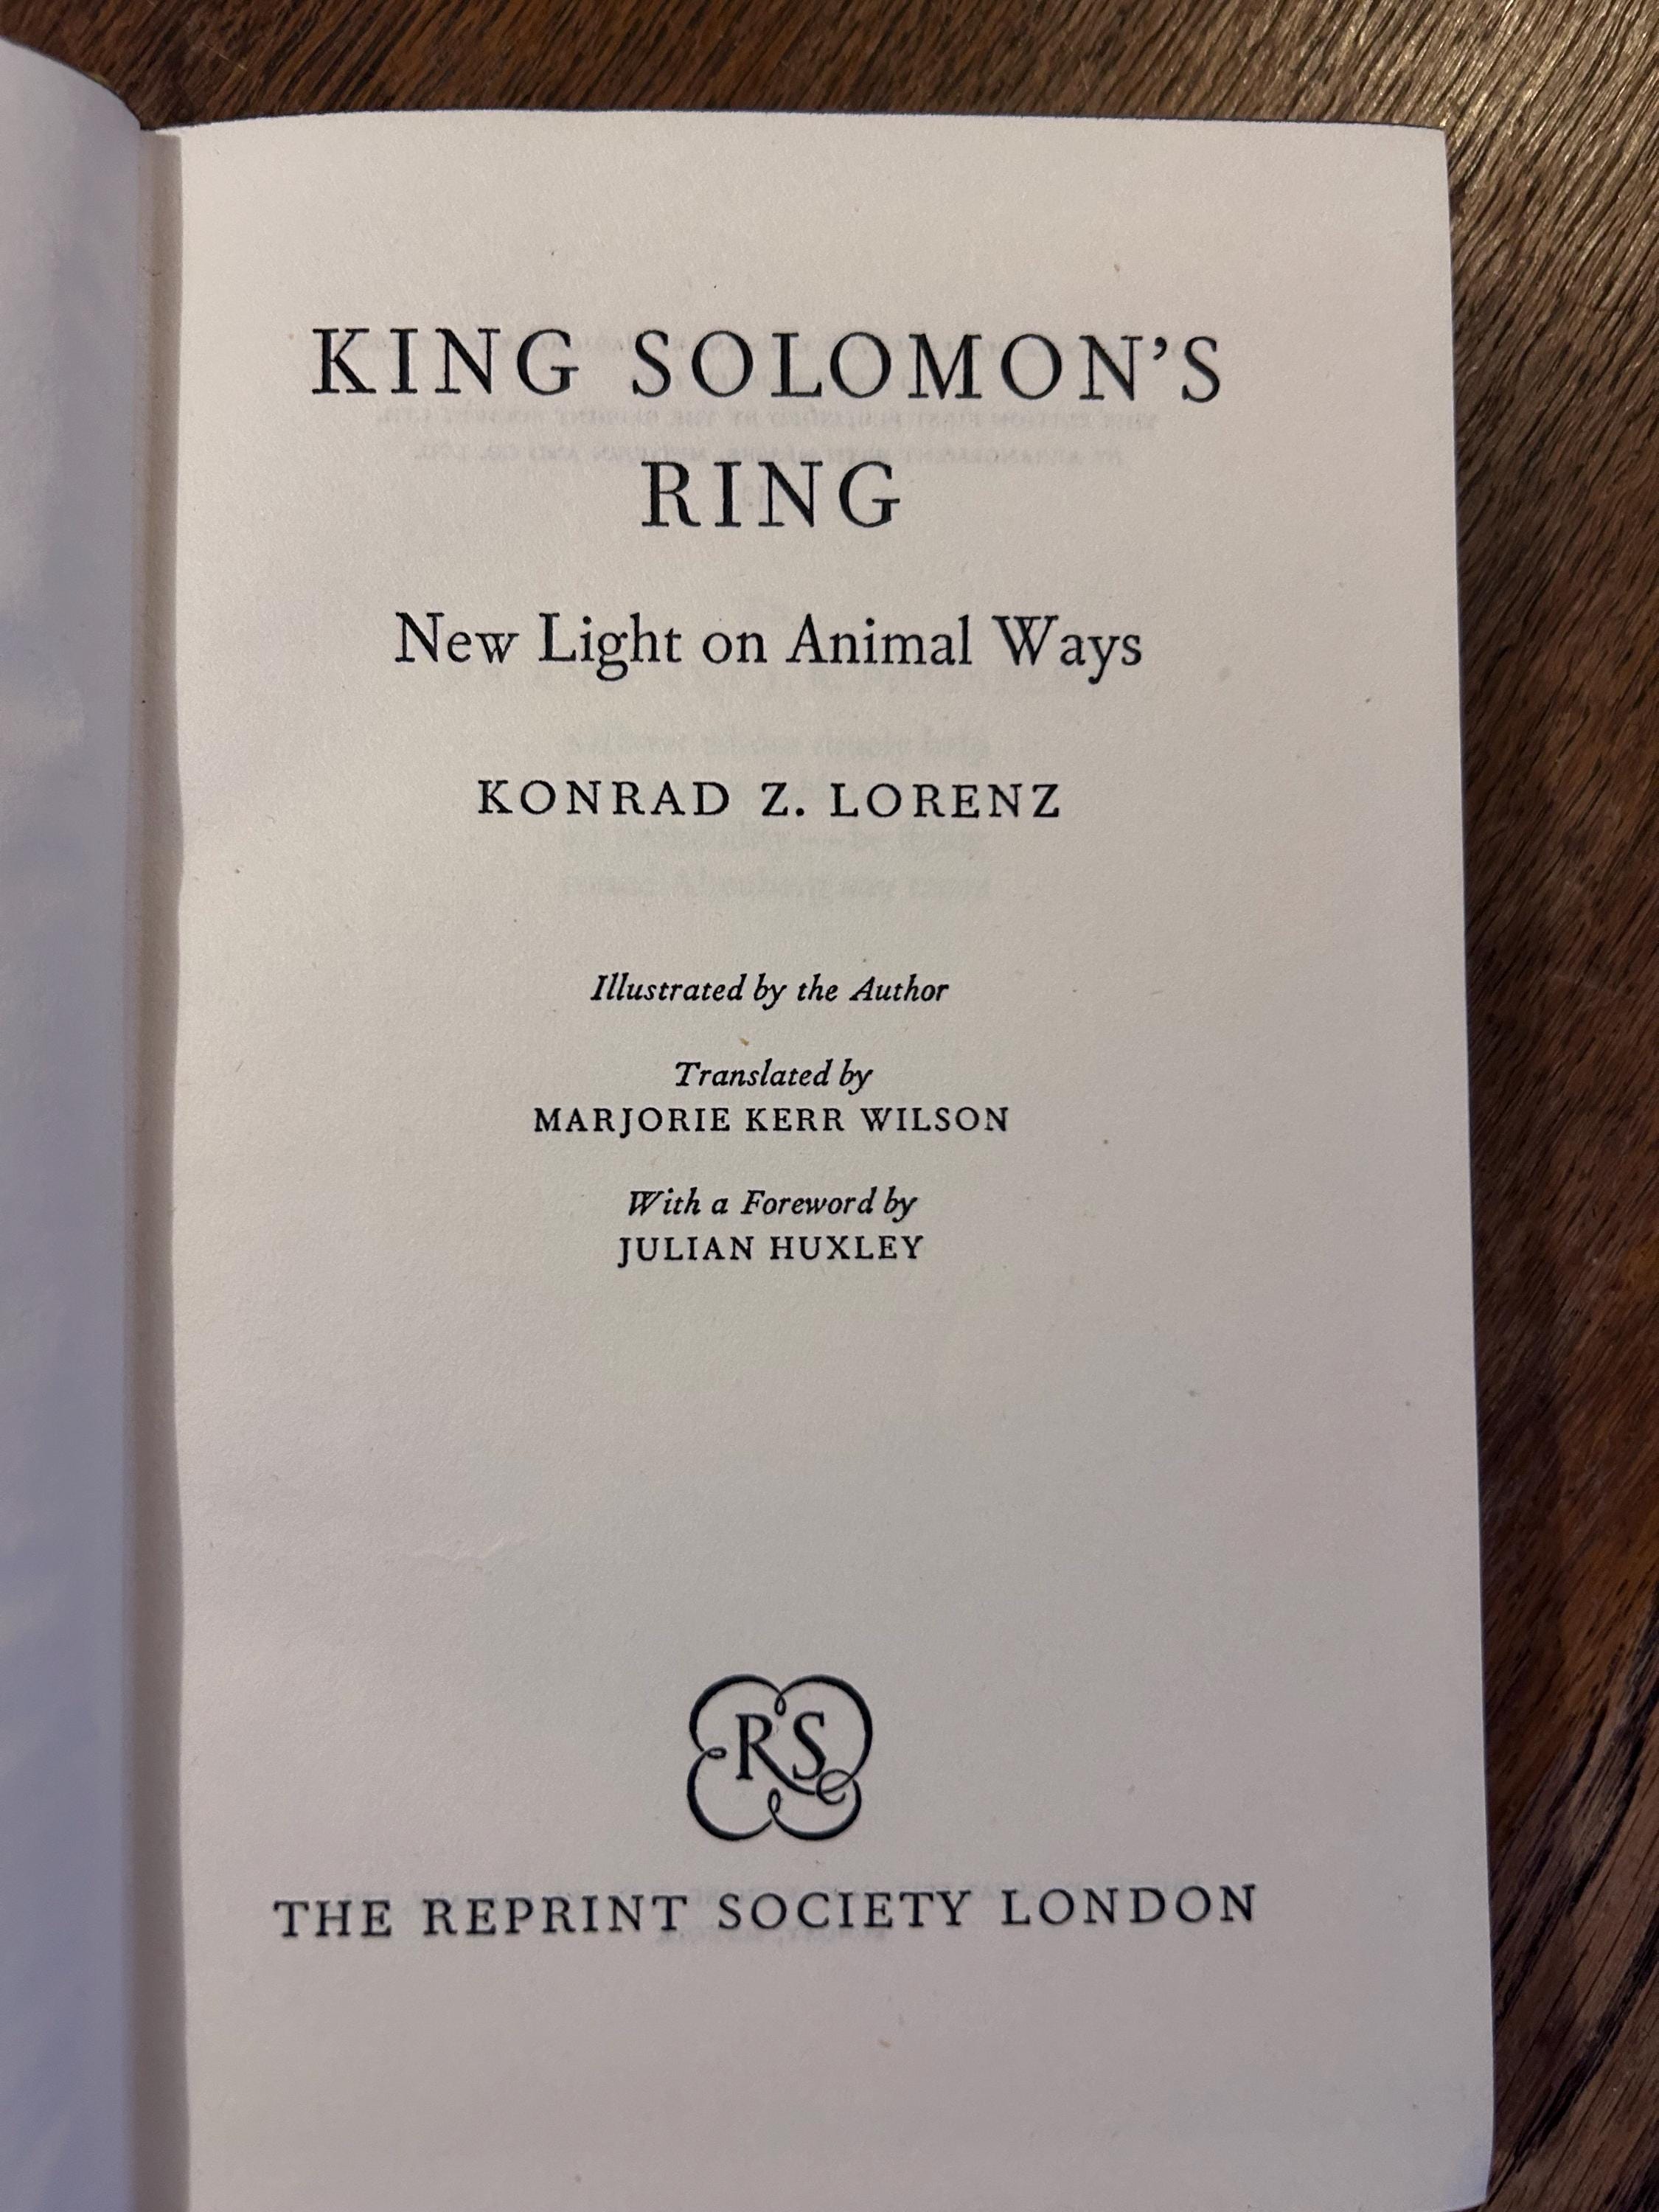 KING SOLOMON'S
RING
New Light on Animal Ways
KONRAD Z. LORENZ
Illustrated by the Author
Translated by
MARJORIE KERR WILSON
With a Foreword by
JULIAN HUXLEY
RS
THE REPRINT SOCIETY LONDON